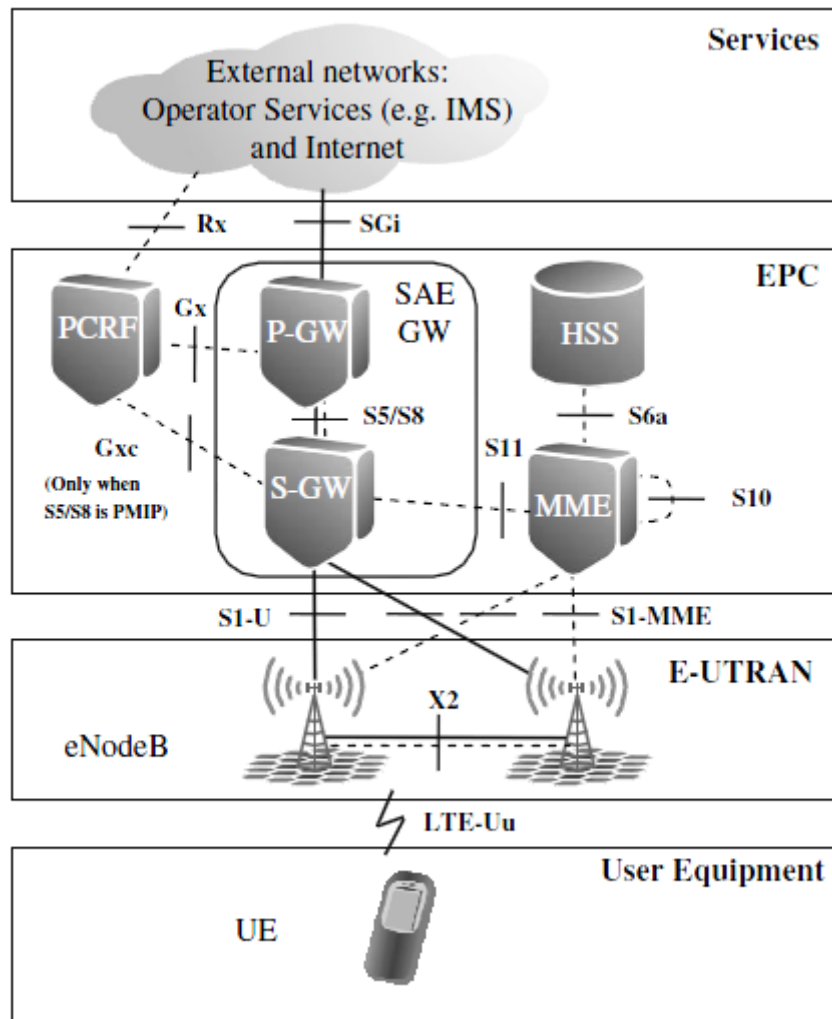 Services
External networks:
Operator Services (e.g. IMS)
and Internet
Rx
SGi
EPC
SAE
GW
PCRF
Gx
P-GW
HSS
S5/S8
S6a
Gxc
(Only when
S5/S8 is PMIP)
S-GW
S11
MME
S10
S1-U
S1-MME
E-UTRAN
X2
eNodeB
LTE-Uu
User Equipment
UE